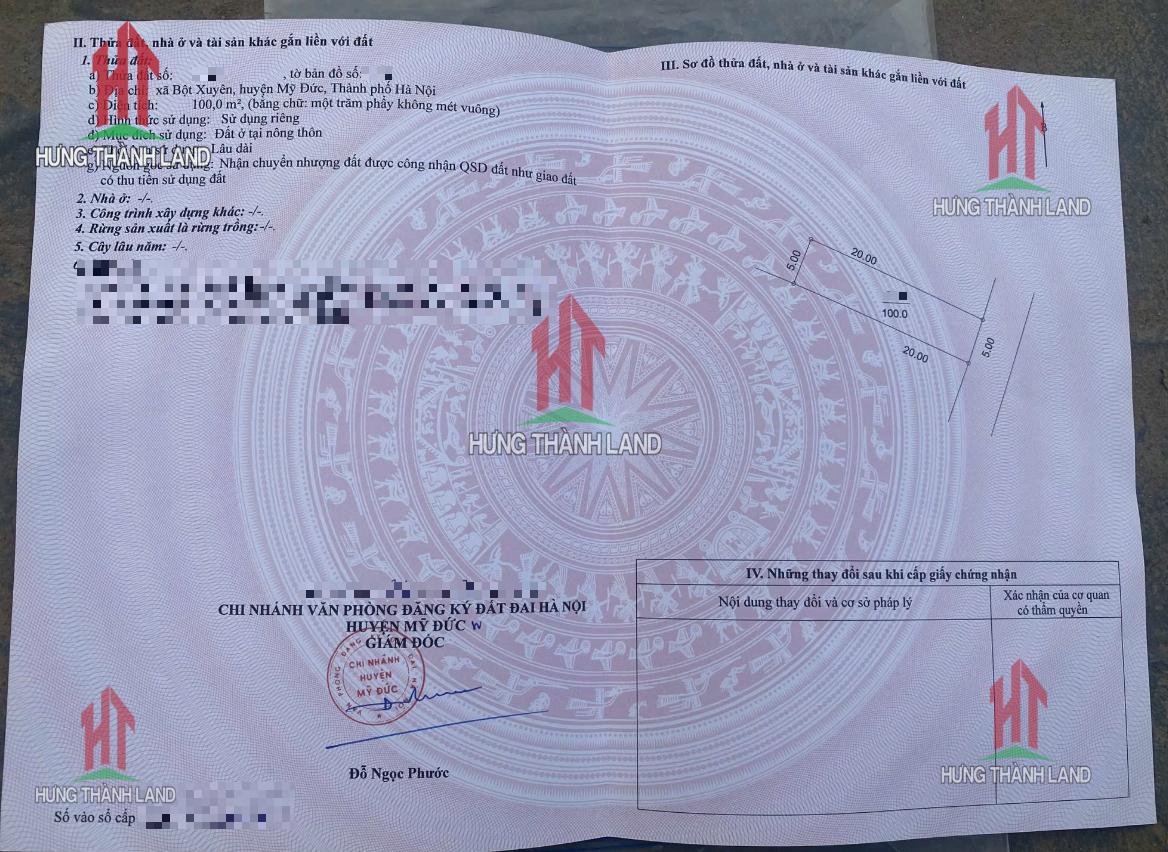 II. Thửa đất, nhà ở và tài sản khác gắn liền với đất
1. Thửa đất:
a) Thửa đất số: , tờ bản đồ số:
b) Địa chỉ: xã Bột Xuyên, huyện Mỹ Đức, Thành phố Hà Nội
c) Diện tích: 100,0 m², (bằng chữ: một trăm phẩy không mét vuông)
d) Hình thức sử dụng: Sử dụng riêng
đ) Mục đích sử dụng: Đất ở tại nông thôn
Lâu dài
g) Nguồn gốc sử dụng: Nhận chuyển nhượng đất được công nhận QSD đất như giao đất
có thu tiền sử dụng đất
2. Nhà ở: -/-.
3. Công trình xây dựng khác: -/-.
4. Rừng sản xuất là rừng trồng:-/-.
5. Cây lâu năm: -/-.
HƯNG THÀNH LAND
HƯNG THÀNH LAND
CHI NHÁNH VĂN PHÒNG ĐĂNG KÝ ĐẤT ĐAI HÀ NỘI
HUYỆN MỸ ĐỨC
GIÁM ĐỐC
CHI NHÁNH
HUYỆN
MỸ ĐỨC
Đỗ Ngọc Phước
HƯNG THÀNH LAND
Số vào sổ cấp
III. Sơ đồ thửa đất, nhà ở và tài sản khác gắn liền với đất
B
HƯNG THÀNH LAND
5.00
20.00
100.0
20.00
5.00
IV. Những thay đổi sau khi cấp giấy chứng nhận
Nội dung thay đổi và cơ sở pháp lý
Xác nhận của cơ quan
có thẩm quyền
HƯNG THÀNH LAND